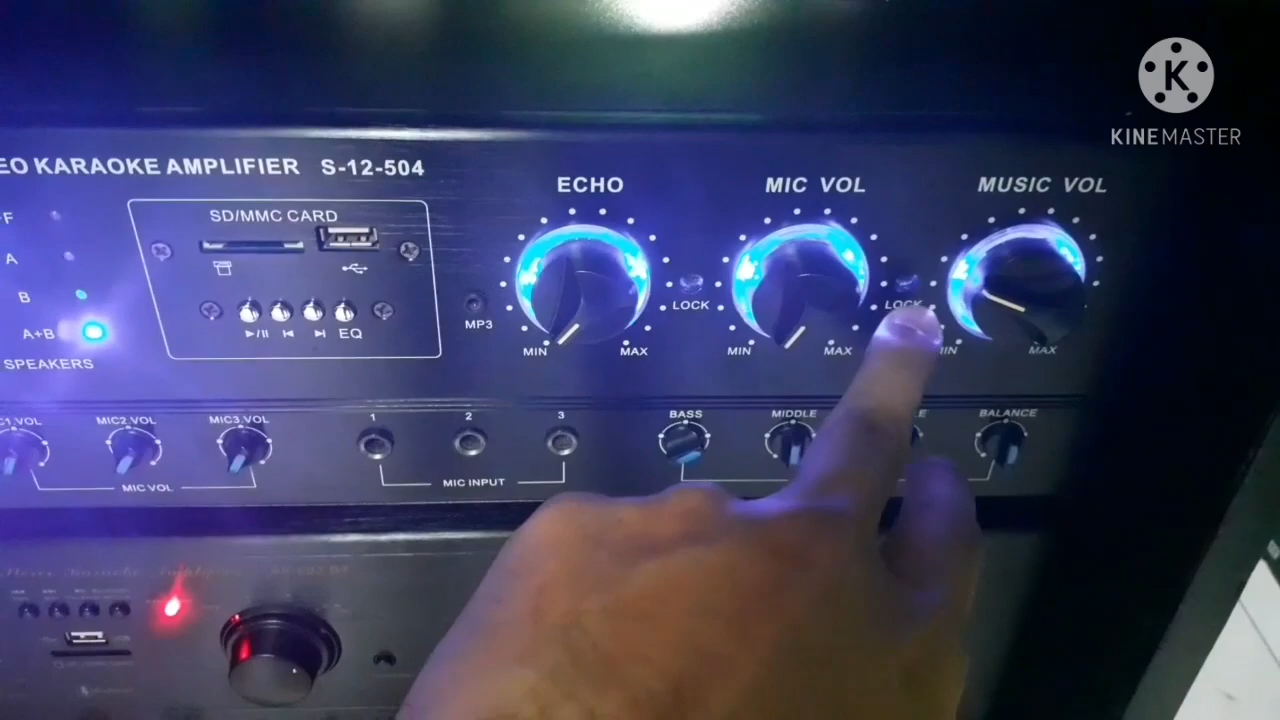 KINEMASTER
EO KARAOKE AMPLIFIER S-12-504
ECHO
MIC VOL
MUSIC VOL
SD/MMC CARD
A
B
A+B
SPEAKERS
▶/II
EQ
MP3
LOCK
LOCK
MIN
MAX
MIN
MAX
MAX
MIC2 VOL
MIC3 VOL
MIC VOL
1
2
3
MIC INPUT
BASS
MIDDLE
BALANCE